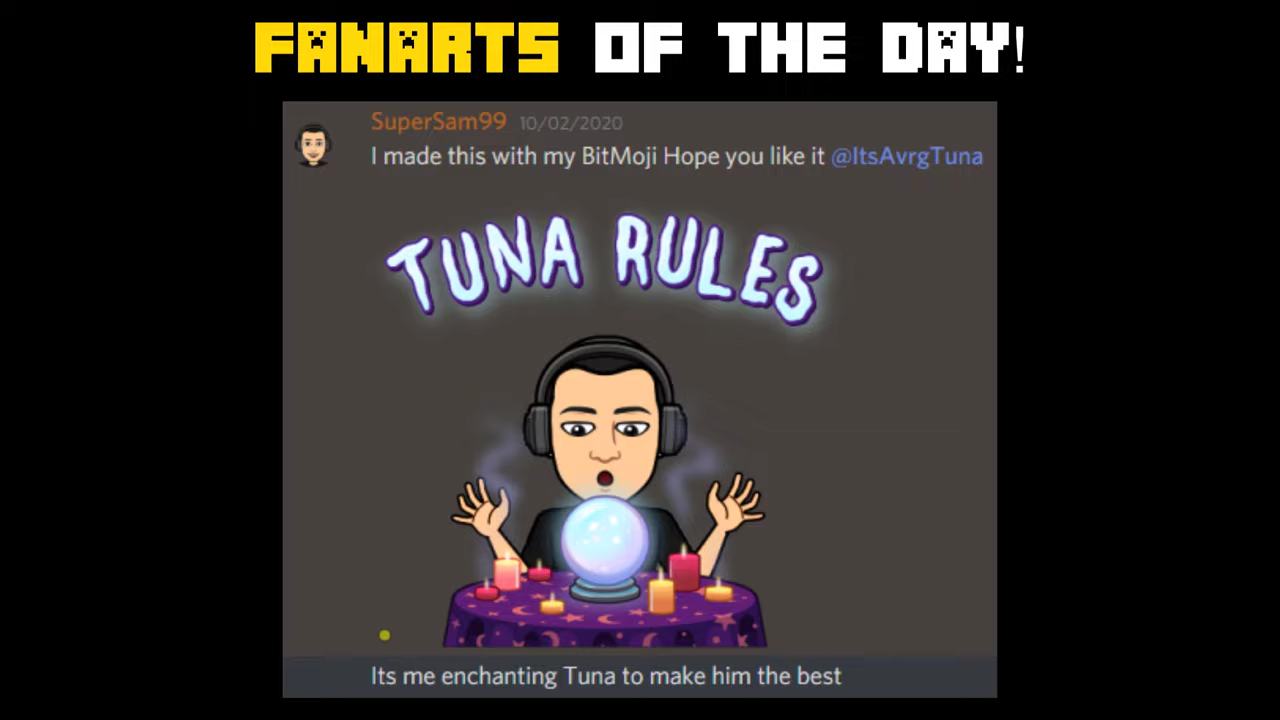 FANARTS OF THE DAY!
SuperSam99 10/02/2020
I made this with my BitMoji Hope you like it @ItsAvrgTuna
TUNA RULES
Its me enchanting Tuna to make him the best